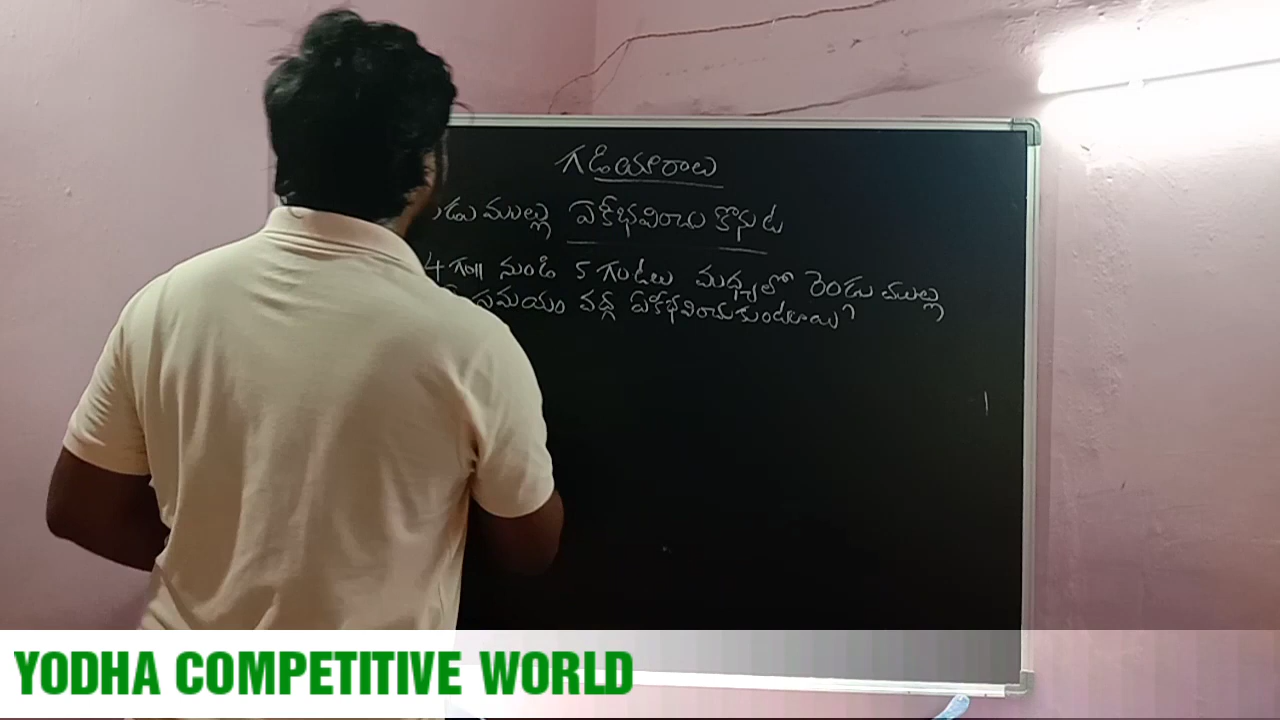 గడియారాలు
ముల్లు ఏకీభవించు కొనుట
4 గం॥ నుండి 5 గంటలు మధ్యలో రెండు ముల్లు
సమయం వద్ద ఏకీభవించుకుంటాయి?
YODHA COMPETITIVE WORLD